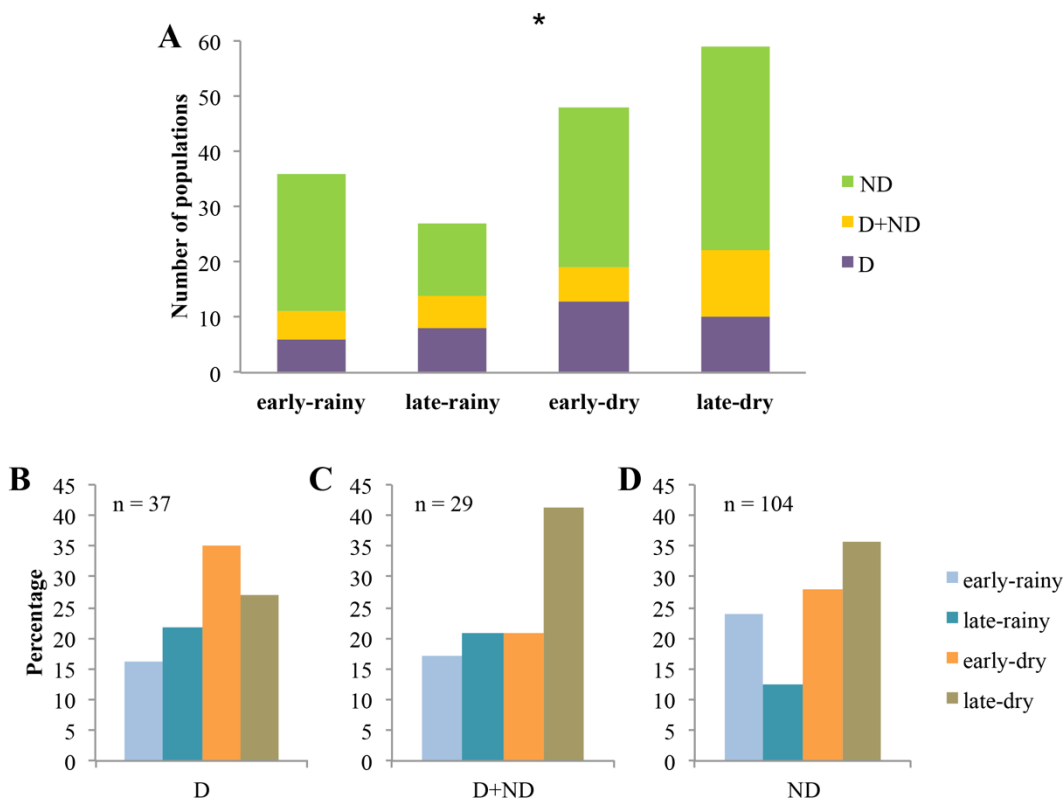 *
A
Number of populations
60
50
40
30
20
10
0
early-rainy late-rainy early-dry late-dry
ND
D+ND
D
B
n = 37
Percentage
45
40
35
30
25
20
15
10
5
0
D
C
n = 29
45
40
35
30
25
20
15
10
5
0
D+ND
D
n = 104
45
40
35
30
25
20
15
10
5
0
ND
early-rainy
late-rainy
early-dry
late-dry